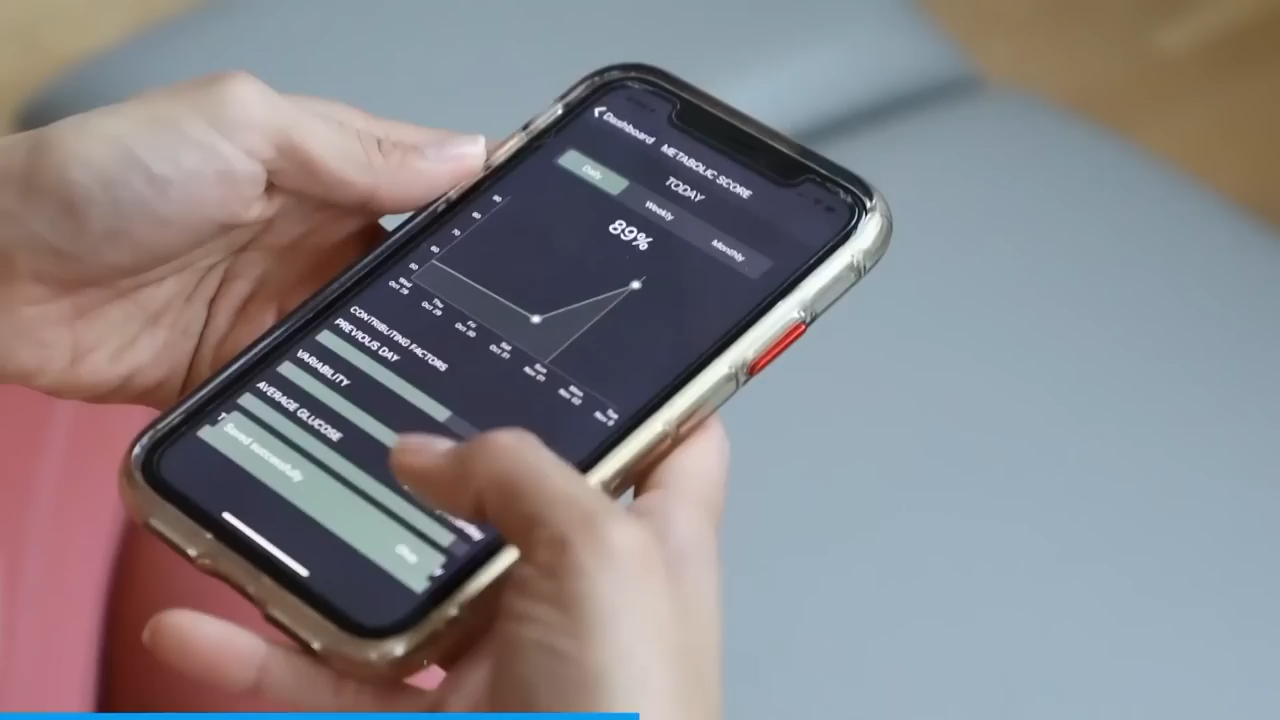 Dashboard
METABOLIC SCORE
TODAY
Daily
Weekly
Monthly
89%
90
80
70
60
50
Wed
Oct 28
Thu
Oct 29
Fri
Oct 30
Sat
Oct 31
Sun
Nov 01
Mon
Nov 02
Tue
CONTRIBUTING FACTORS
PREVIOUS DAY
VARIABILITY
AVERAGE GLUCOSE
Saved successfully